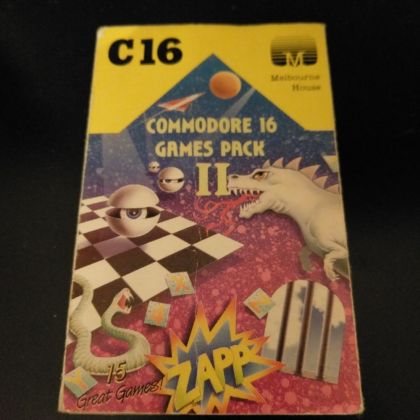 C16
M
Melbourne
House
COMMODORE 16
GAMES PACK
II
ZAPP
15
Great Games!